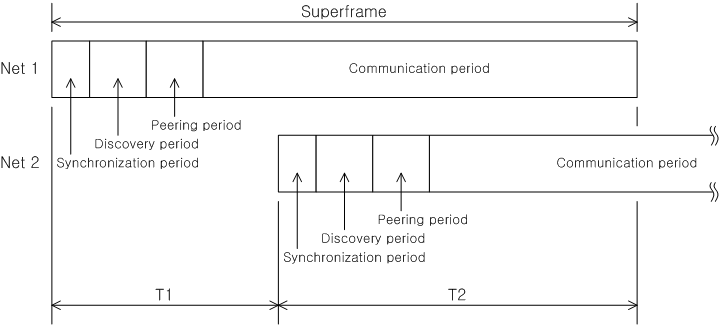 Superframe
Net 1
Communication period
Peering period
Discovery period
Synchronization period
Net 2
Communication period
Peering period
Discovery period
Synchronization period
T1
T2